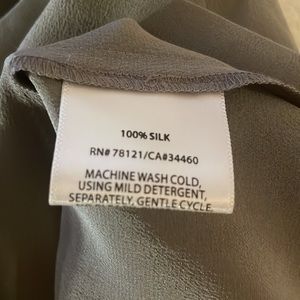 100% SILK
RN# 78121/CA#34460
MACHINE WASH COLD,
USING MILD DETERGENT,
SEPARATELY, GENTLE CYCLE.